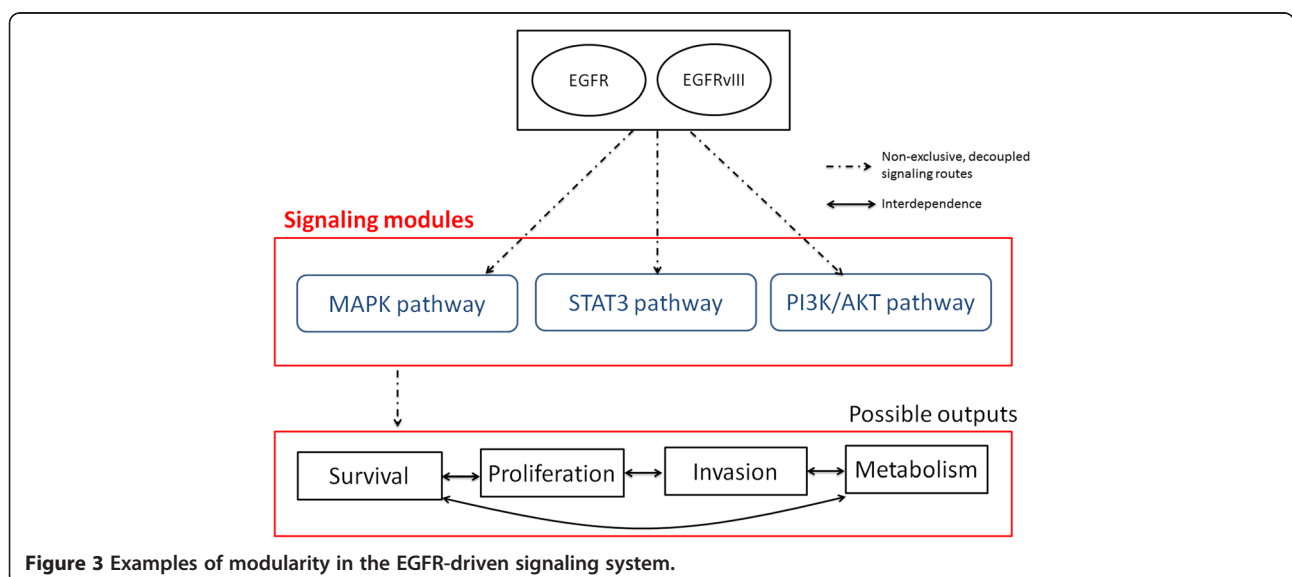 EGFR
EGFRvIII
Non-exclusive, decoupled
signaling routes
Interdependence
Signaling modules
MAPK pathway
STAT3 pathway
PI3K/AKT pathway
Possible outputs
Survival
Proliferation
Invasion
Metabolism
Figure 3 Examples of modularity in the EGFR-driven signaling system.